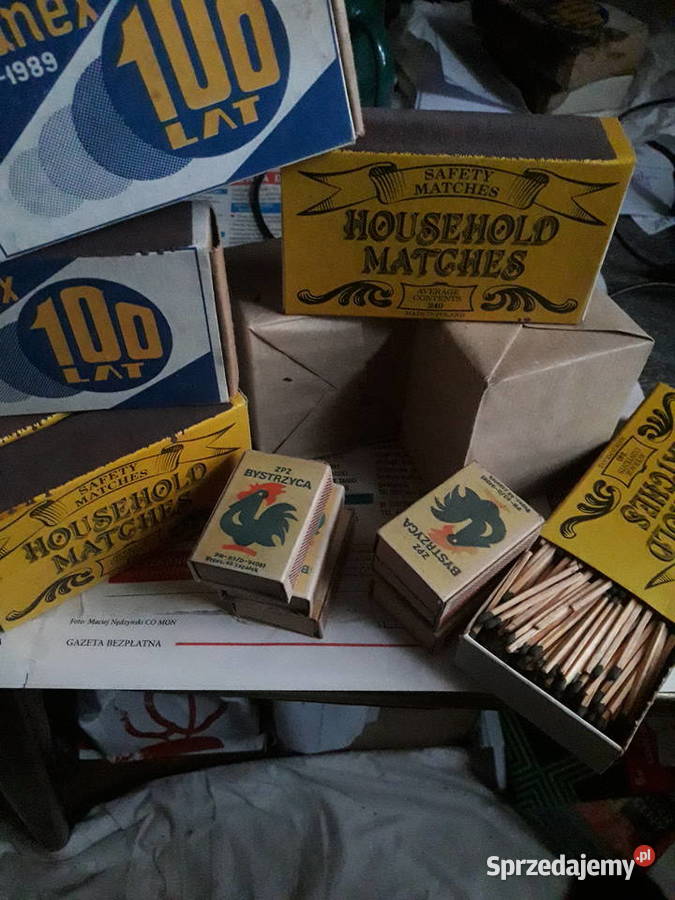 mex
-1989
100
LAT
X
100
LAT
SAFETY
MATCHES
HOUSEHOLD
MATCHES
AVERAGE
CONTENTS
240
MADE IN POLAND
SAFETY
MATCHES
HOUSEHOLD
MATCHES
ZPZ
BYSTRZYCA
ZPZ
BYSTRZYCA
Foto: Maciej Nędzyński CO MON
GAZETA BEZPŁATNA
Sprzedajemy.pl